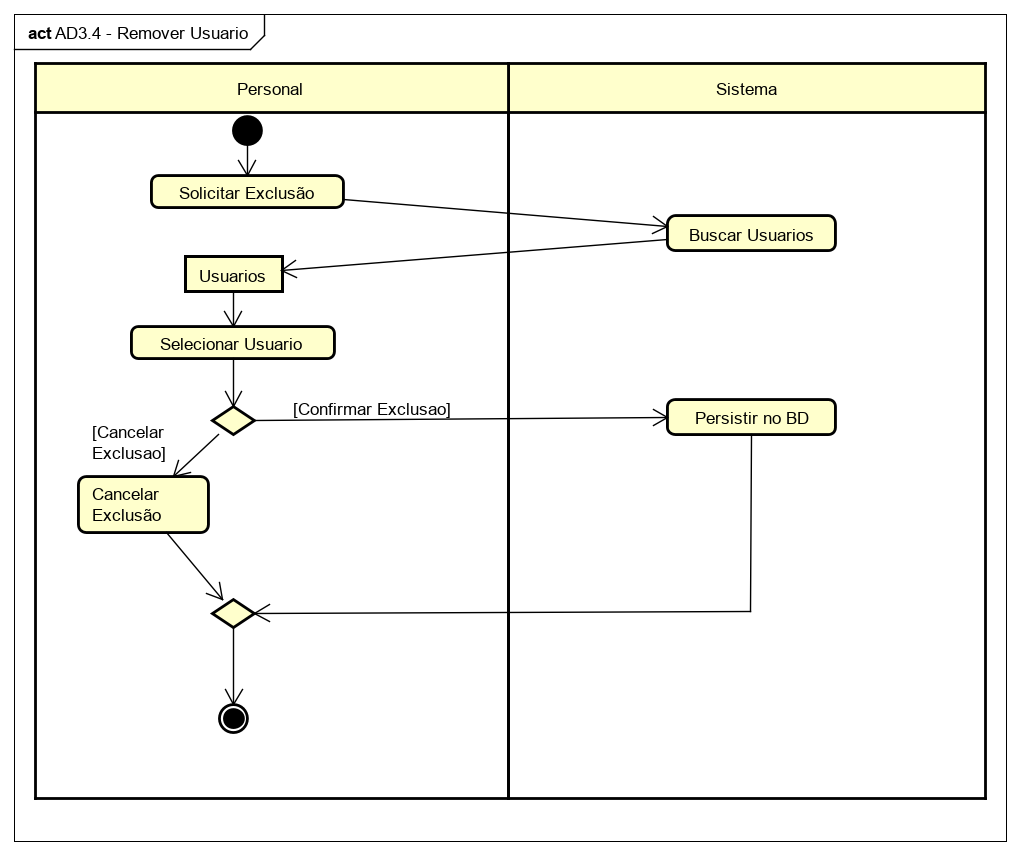 act AD3.4 - Remover Usuario
Personal
Sistema
Solicitar Exclusão
Buscar Usuarios
Usuarios
Selecionar Usuario
[Confirmar Exclusao]
Persistir no BD
[Cancelar
Exclusao]
Cancelar
Exclusão